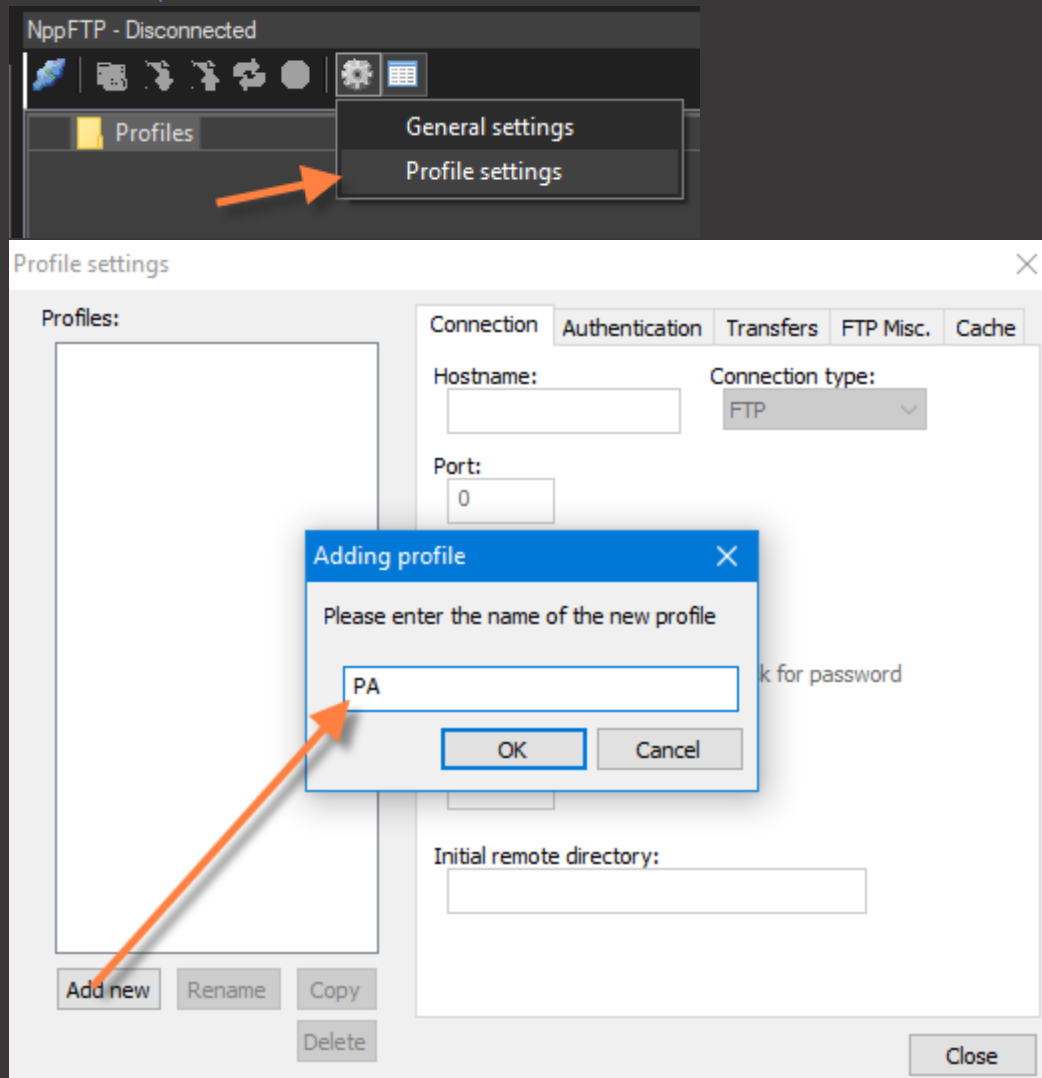 NppFTP - Disconnected
Profiles
General settings
Profile settings
Profile settings
Profiles:
Connection Authentication Transfers FTP Misc. Cache
Hostname: Connection type:
FTP
Port:
0
Adding profile
Please enter the name of the new profile
k for password
PA
OK Cancel
Initial remote directory:
Add new Rename Copy
Delete
Close